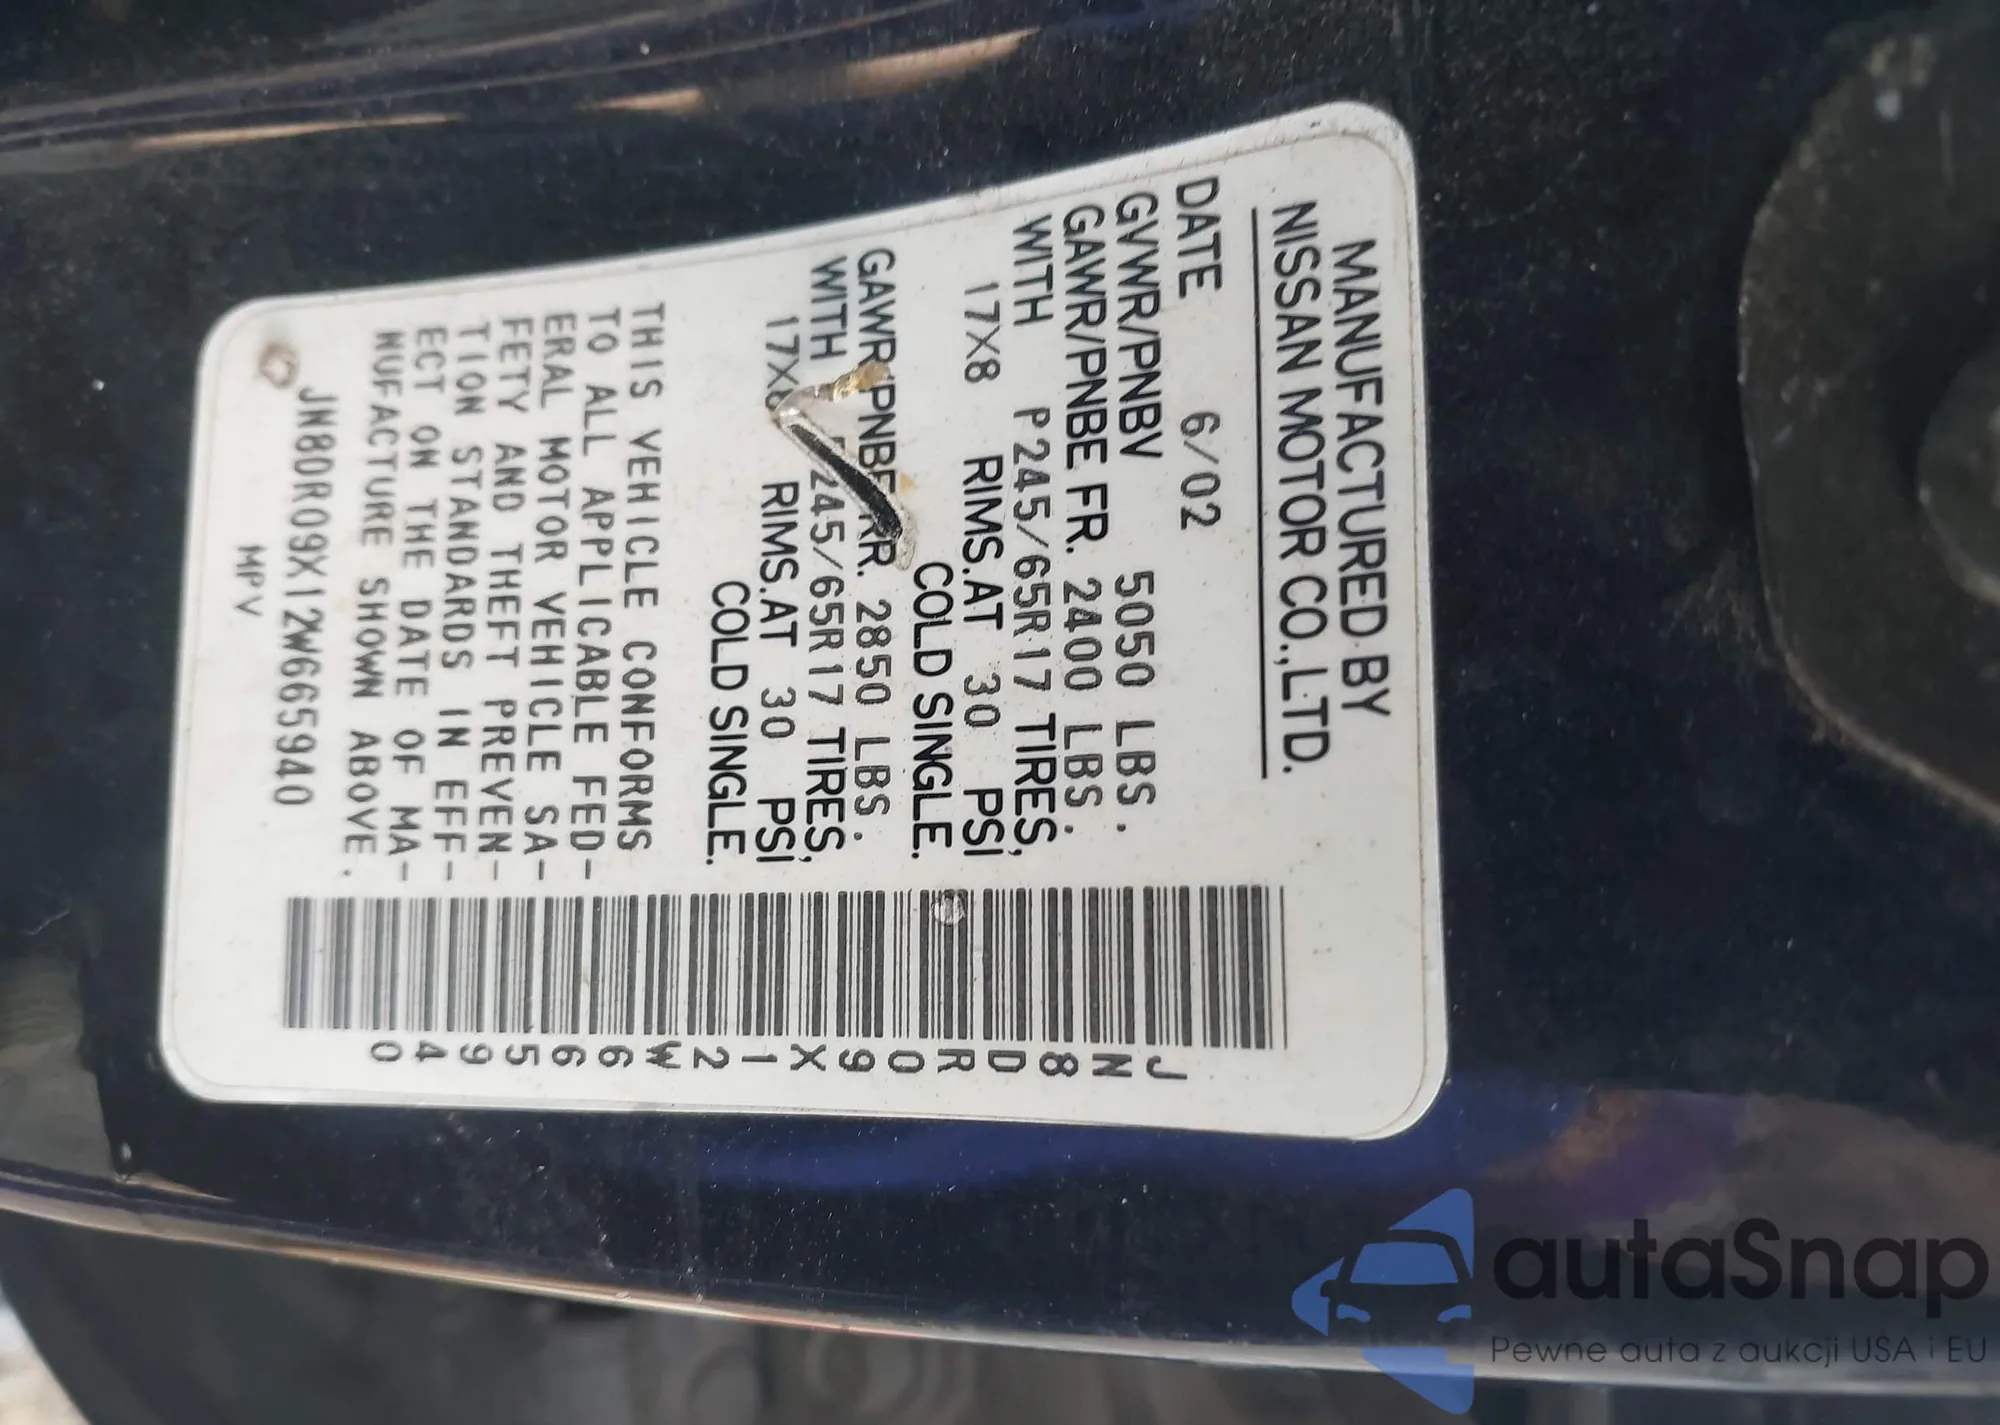 MANUFACTURED BY
NISSAN MOTOR CO.,LTD.
DATE 6/02
GVWR/PNBV 5050 LBS.
GAWR/PNBE FR. 2400 LBS.
WITH P245/65R17 TIRES,
17X8 RIMS.AT 30 PSI
COLD SINGLE.
GAWR/PNBE RR. 2850 LBS.
WITH 245/65R17 TIRES,
17X8 RIMS.AT 30 PSI
COLD SINGLE.
THIS VEHICLE CONFORMS
TO ALL APPLICABLE FED-
ERAL MOTOR VEHICLE SA-
FETY AND THEFT PREVEN-
TION STANDARDS IN EFF-
ECT ON THE DATE OF MA-
NUFACTURE SHOWN ABOVE.
JN8DR09X12W665940
MPV
JN8DR09X12W665940
autaSnap
Pewne auta z aukcji USA i EU